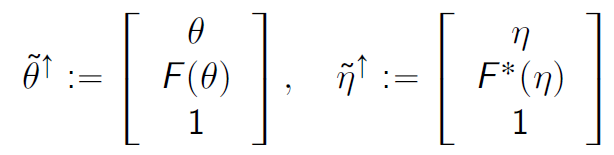 θ̃↑ := [ θ F(θ) 1 ] , η̃↑ := [ η F*(η) 1 ]